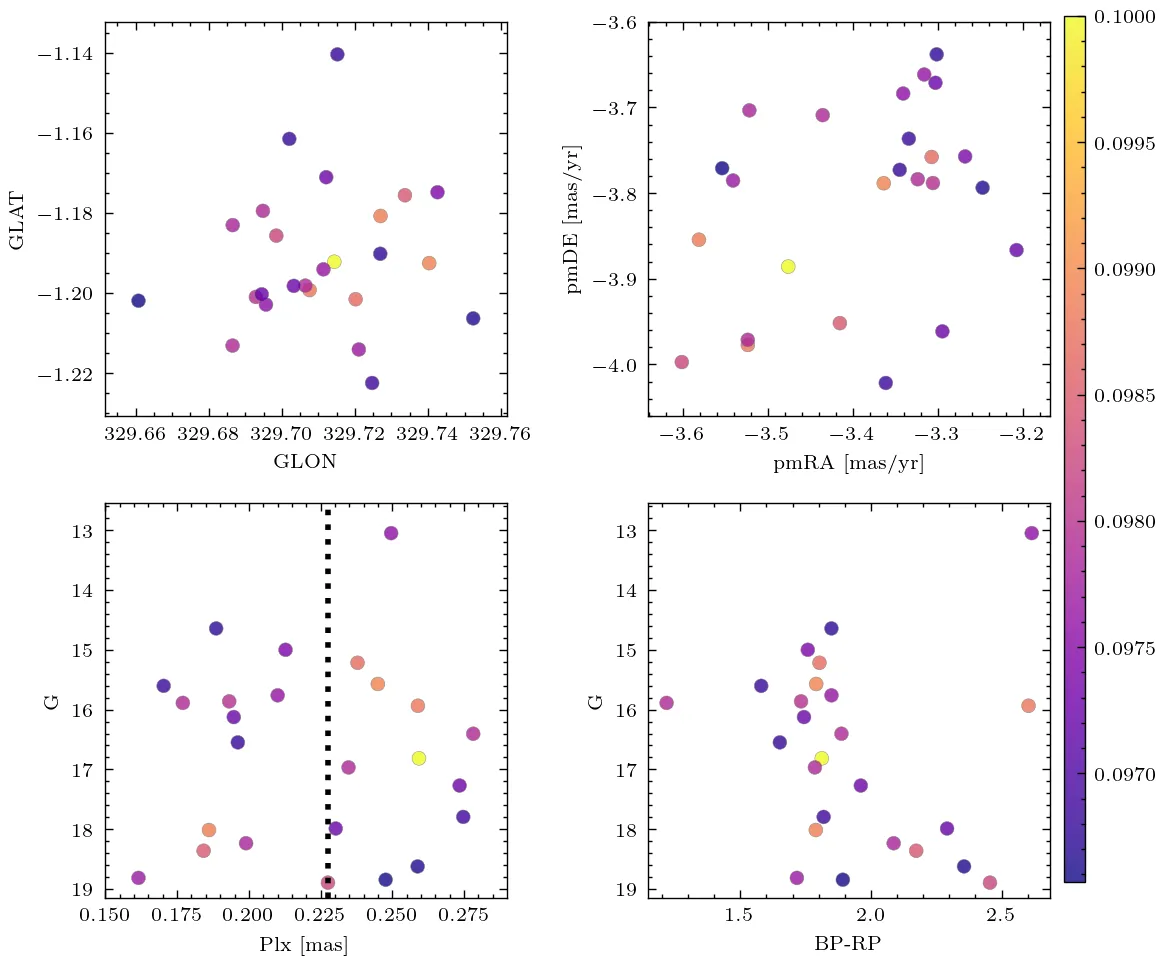 −1.14
−1.16
−1.18
−1.20
−1.22
GLAT
329.66 329.68 329.70 329.72 329.74 329.76
GLON
−3.6
−3.7
−3.8
−3.9
−4.0
pmDE [mas/yr]
−3.6 −3.5 −3.4 −3.3 −3.2
pmRA [mas/yr]
0.1000
0.0995
0.0990
0.0985
0.0980
0.0975
0.0970
13
14
15
16
17
18
19
G
0.150 0.175 0.200 0.225 0.250 0.275
Plx [mas]
13
14
15
16
17
18
19
G
1.5 2.0 2.5
BP-RP